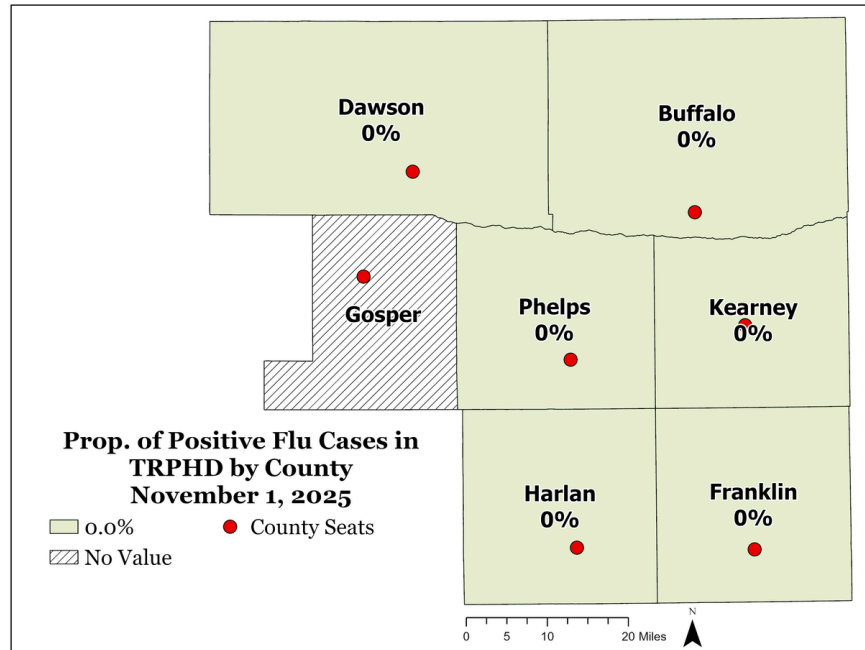 Dawson
0%
Buffalo
0%
Gosper
Phelps
0%
Kearney
0%
Harlan
0%
Franklin
0%
Prop. of Positive Flu Cases in
TRPHD by County
November 1, 2025
0.0%
County Seats
No Value
N
0 5 10 20 Miles